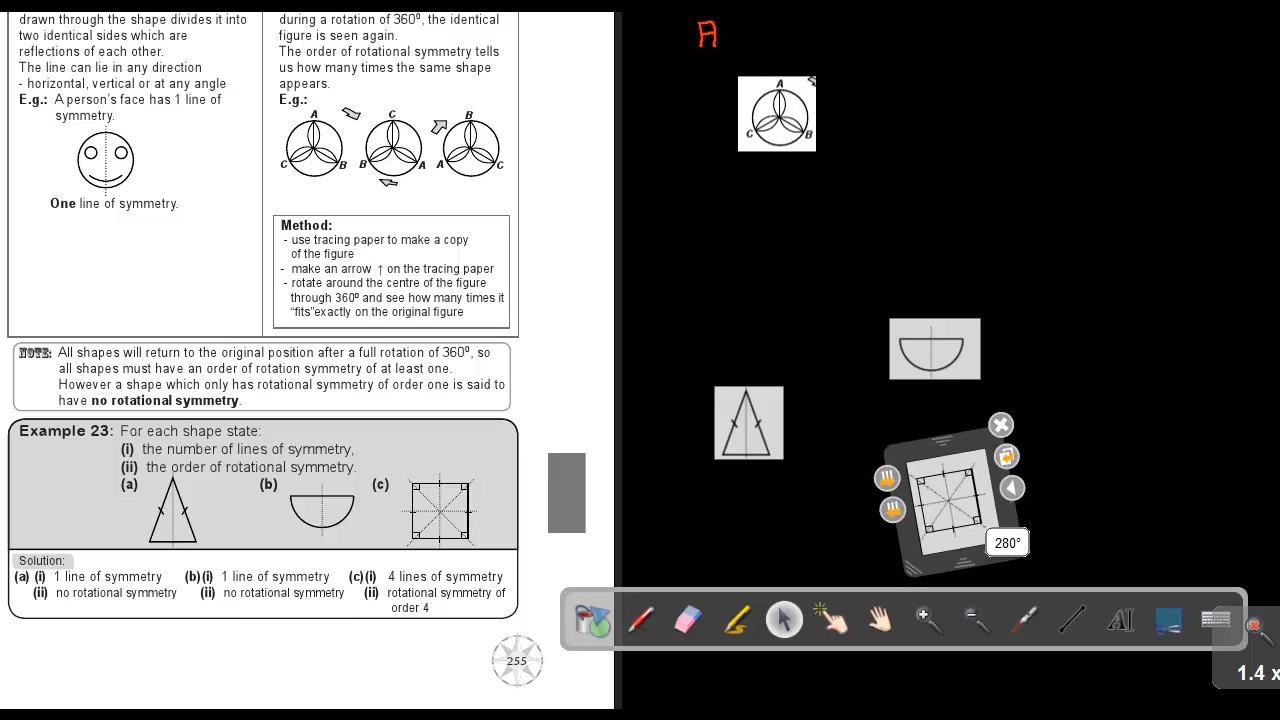 drawn through the shape divides it into
two identical sides which are
reflections of each other.
The line can lie in any direction
- horizontal, vertical or at any angle
E.g.: A person's face has 1 line of
symmetry.
One line of symmetry.
during a rotation of 360⁰, the identical
figure is seen again.
The order of rotational symmetry tells
us how many times the same shape
appears.
E.g.:
A C B
C B B A A C
Method:
- use tracing paper to make a copy
of the figure
- make an arrow ↑ on the tracing paper
- rotate around the centre of the figure
through 360⁰ and see how many times it
"fits"exactly on the original figure
NOTE: All shapes will return to the original position after a full rotation of 360⁰, so
all shapes must have an order of rotation symmetry of at least one.
However a shape which only has rotational symmetry of order one is said to
have no rotational symmetry.
Example 23: For each shape state:
(i) the number of lines of symmetry,
(ii) the order of rotational symmetry.
(a) (b) (c)
Solution:
(a) (i) 1 line of symmetry (b)(i) 1 line of symmetry (c)(i) 4 lines of symmetry
(ii) no rotational symmetry (ii) no rotational symmetry (ii) rotational symmetry of
order 4
255
A
A
C B
280°
AI
1.4 x